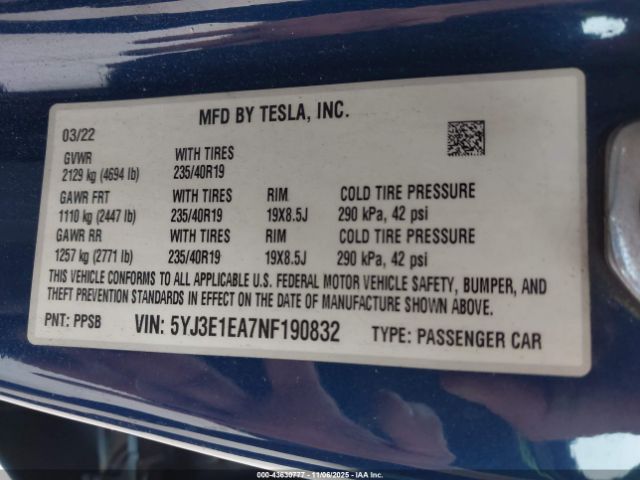 MFD BY TESLA, INC.
03/22
GVWR WITH TIRES
2129 kg (4694 lb) 235/40R19
GAWR FRT WITH TIRES RIM COLD TIRE PRESSURE
1110 kg (2447 lb) 235/40R19 19X8.5J 290 kPa, 42 psi
GAWR RR WITH TIRES RIM COLD TIRE PRESSURE
1257 kg (2771 lb) 235/40R19 19X8.5J 290 kPa, 42 psi
THIS VEHICLE CONFORMS TO ALL APPLICABLE U.S. FEDERAL MOTOR VEHICLE SAFETY, BUMPER, AND
THEFT PREVENTION STANDARDS IN EFFECT ON THE DATE OF MANUFACTURE SHOWN ABOVE.
PNT: PPSB VIN: 5YJ3E1EA7NF190832 TYPE: PASSENGER CAR
000-43630777 - 11/06/2025 - IAA Inc.